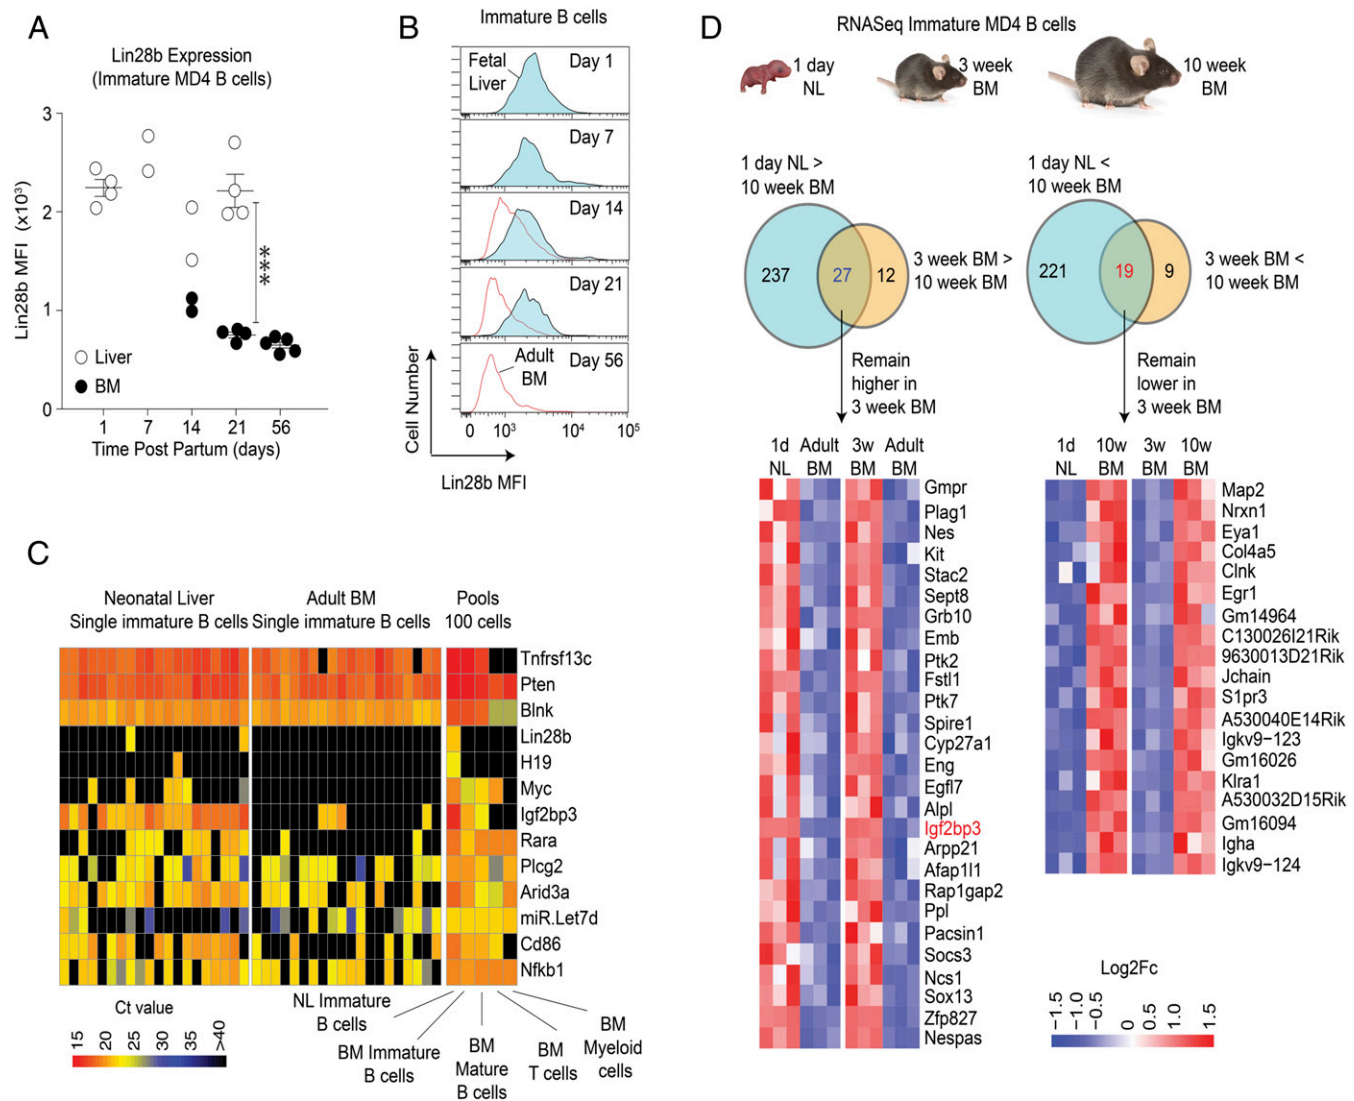 A
Lin28b Expression
(Immature MD4 B cells)
Lin28b MFI (x10³)
3
2
1
0
****
Liver
BM
1
7
14
21
56
Time Post Partum (days)
B
Immature B cells
Fetal
Liver
Day 1
Day 7
Day 14
Day 21
Adult
BM
Day 56
Cell Number
0
10³
10⁴
10⁵
Lin28b MFI
C
Neonatal Liver
Single immature B cells
Adult BM
Single immature B cells
Pools
100 cells
Tnfrsf13c
Pten
Blnk
Lin28b
H19
Myc
Igf2bp3
Rara
Plcg2
Arid3a
miR.Let7d
Cd86
Nfkb1
Ct value
15
20
25
30
35
>40
NL Immature
B cells
BM Immature
B cells
BM
Mature
B cells
BM
T cells
BM
Myeloid
cells
D
RNASeq Immature MD4 B cells
1 day
NL
3 week
BM
10 week
BM
1 day NL >
10 week BM
237
27
12
3 week BM >
10 week BM
Remain
higher in
3 week BM
1 day NL <
10 week BM
221
19
9
3 week BM <
10 week BM
Remain
lower in
3 week BM
1d
NL
Adult
BM
3w
BM
Adult
BM
Gmpr
Plag1
Nes
Kit
Stac2
Sept8
Grb10
Emb
Ptk2
Fstl1
Ptk7
Spire1
Cyp27a1
Eng
Egfl7
Alpl
Igf2bp3
Arpp21
Afap1l1
Rap1gap2
Ppl
Pacsin1
Socs3
Ncs1
Sox13
Zfp827
Nespas
1d
NL
10w
BM
3w
BM
10w
BM
Map2
Nrxn1
Eya1
Col4a5
Clnk
Egr1
Gm14964
C130026I21Rik
9630013D21Rik
Jchain
S1pr3
A530040E14Rik
Igkv9−123
Gm16026
Klra1
A530032D15Rik
Gm16094
Igha
Igkv9−124
Log2Fc
−1.5
−1.0
−0.5
0
0.5
1.0
1.5